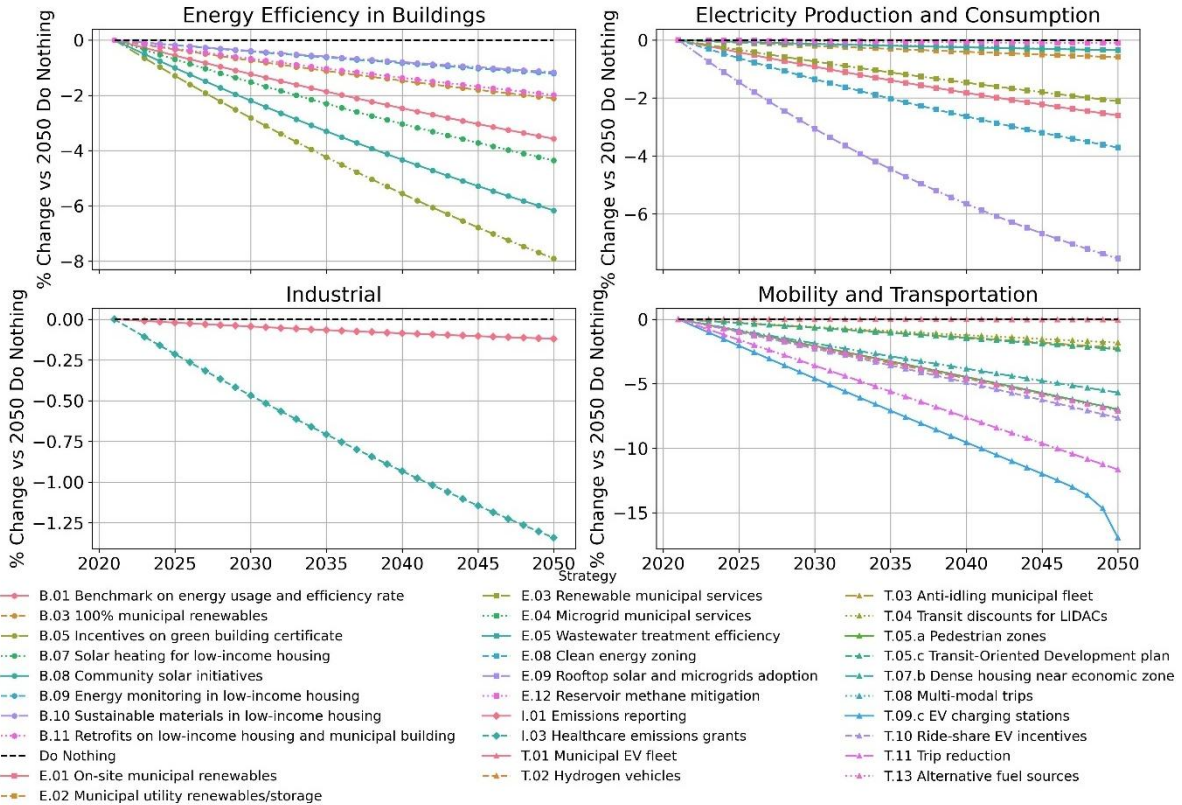 Energy Efficiency in Buildings
Electricity Production and Consumption
% Change vs 2050 Do Nothing
0
−2
−4
−6
−8
% Change vs 2050 Do Nothing
0
−2
−4
−6
Industrial
Mobility and Transportation
% Change vs 2050 Do Nothing
0.00
−0.25
−0.50
−0.75
−1.00
−1.25
% Change vs 2050 Do Nothing
0
−5
−10
−15
2020 2025 2030 2035 2040 2045 2050
2020 2025 2030 2035 2040 2045 2050
Strategy
B.01 Benchmark on energy usage and efficiency rate
B.03 100% municipal renewables
B.05 Incentives on green building certificate
B.07 Solar heating for low-income housing
B.08 Community solar initiatives
B.09 Energy monitoring in low-income housing
B.10 Sustainable materials in low-income housing
B.11 Retrofits on low-income housing and municipal building
Do Nothing
E.01 On-site municipal renewables
E.02 Municipal utility renewables/storage
E.03 Renewable municipal services
E.04 Microgrid municipal services
E.05 Wastewater treatment efficiency
E.08 Clean energy zoning
E.09 Rooftop solar and microgrids adoption
E.12 Reservoir methane mitigation
I.01 Emissions reporting
I.03 Healthcare emissions grants
T.01 Municipal EV fleet
T.02 Hydrogen vehicles
T.03 Anti-idling municipal fleet
T.04 Transit discounts for LIDACs
T.05.a Pedestrian zones
T.05.c Transit-Oriented Development plan
T.07.b Dense housing near economic zone
T.08 Multi-modal trips
T.09.c EV charging stations
T.10 Ride-share EV incentives
T.11 Trip reduction
T.13 Alternative fuel sources